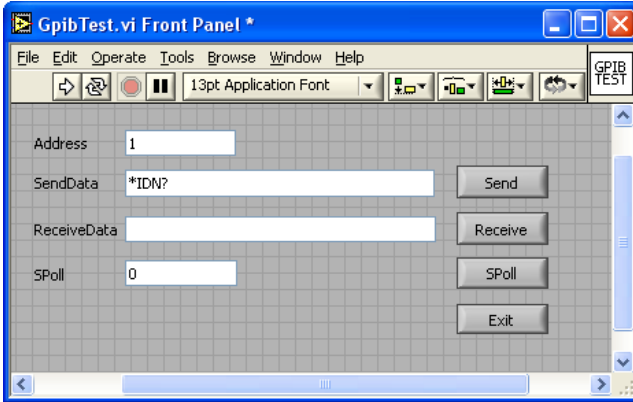 GpibTest.vi Front Panel *
File Edit Operate Tools Browse Window Help
13pt Application Font
GPIB
TEST
Address 1
SendData *IDN? Send
ReceiveData Receive
SPoll 0 SPoll
Exit